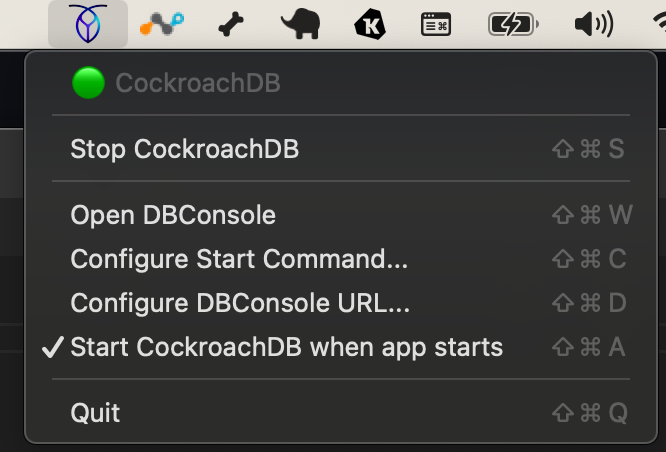 CockroachDB
Stop CockroachDB ⇧ ⌘ S
Open DBConsole ⇧ ⌘ W
Configure Start Command... ⇧ ⌘ C
Configure DBConsole URL... ⇧ ⌘ D
✓ Start CockroachDB when app starts ⇧ ⌘ A
Quit ⇧ ⌘ Q